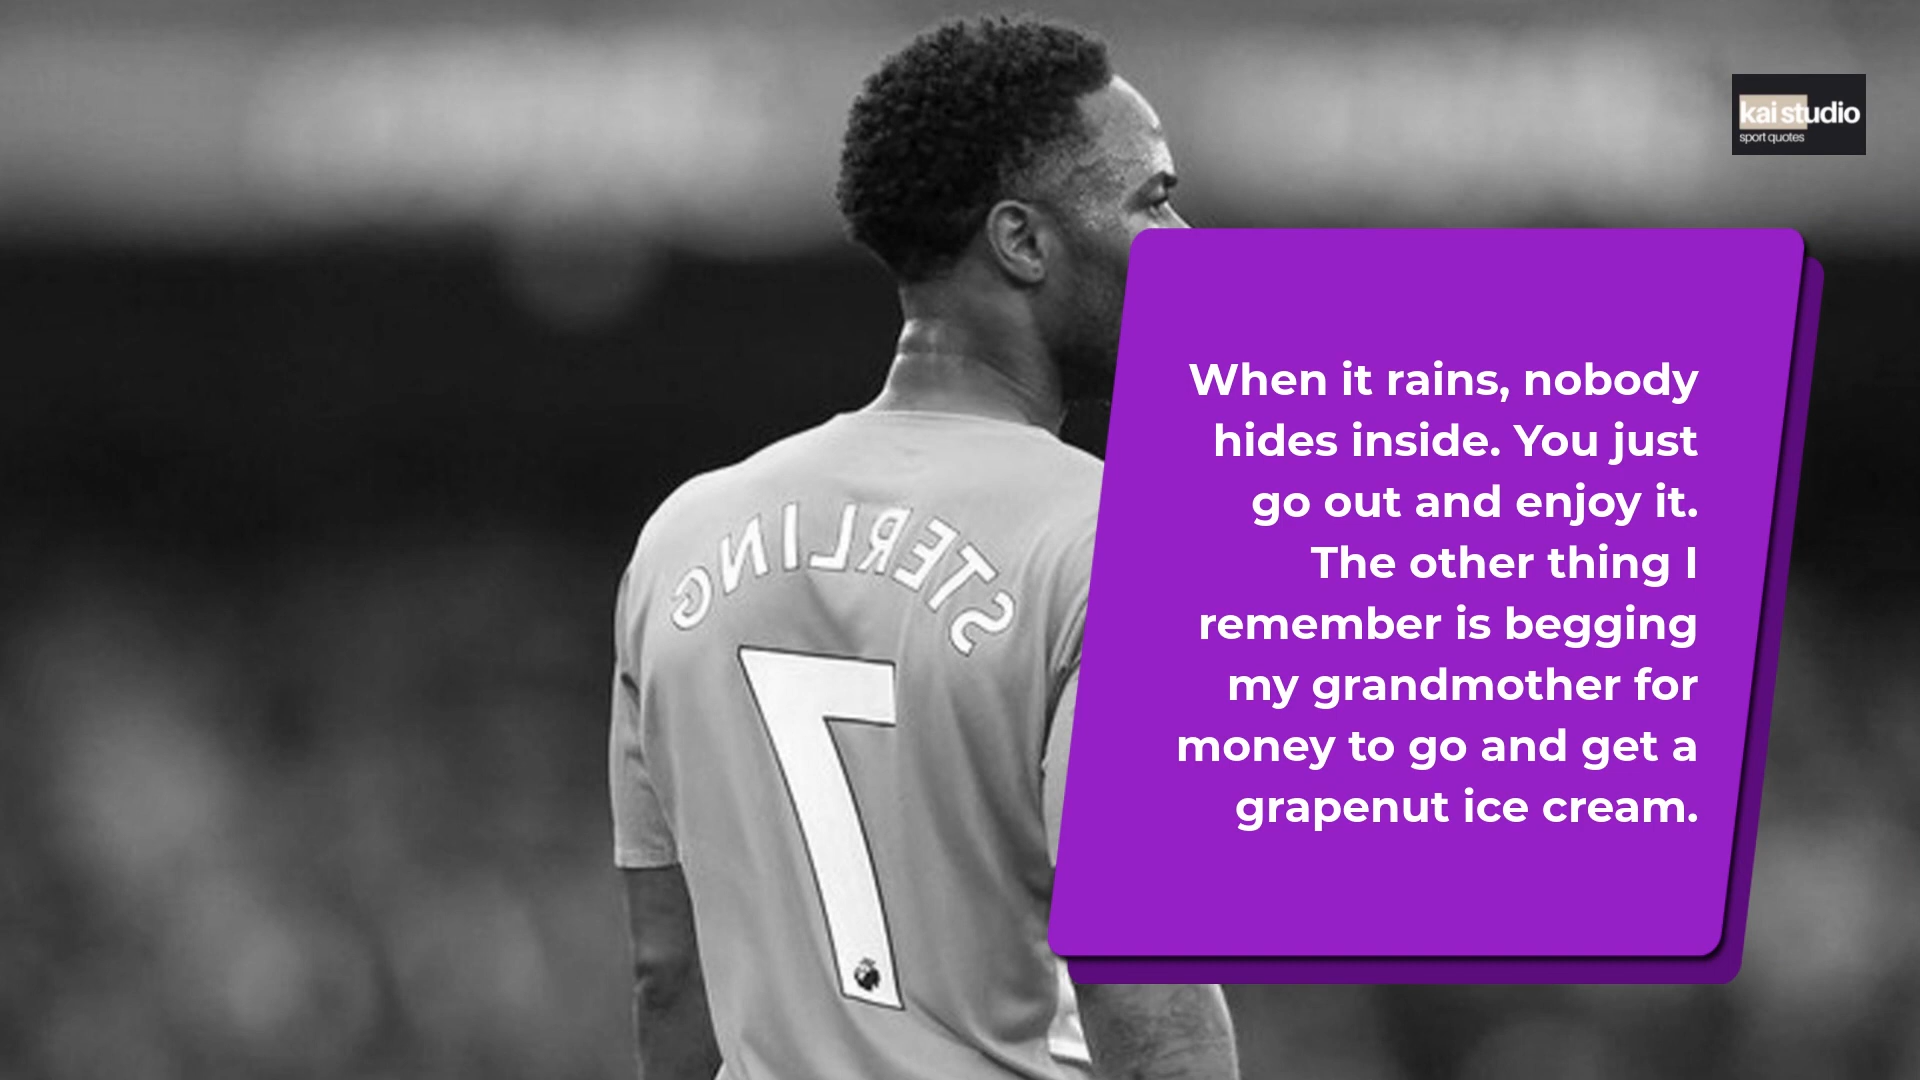 kai studio
sport quotes
When it rains, nobody
hides inside. You just
go out and enjoy it.
The other thing I
remember is begging
my grandmother for
money to go and get a
grapenut ice cream.
STERLING
7